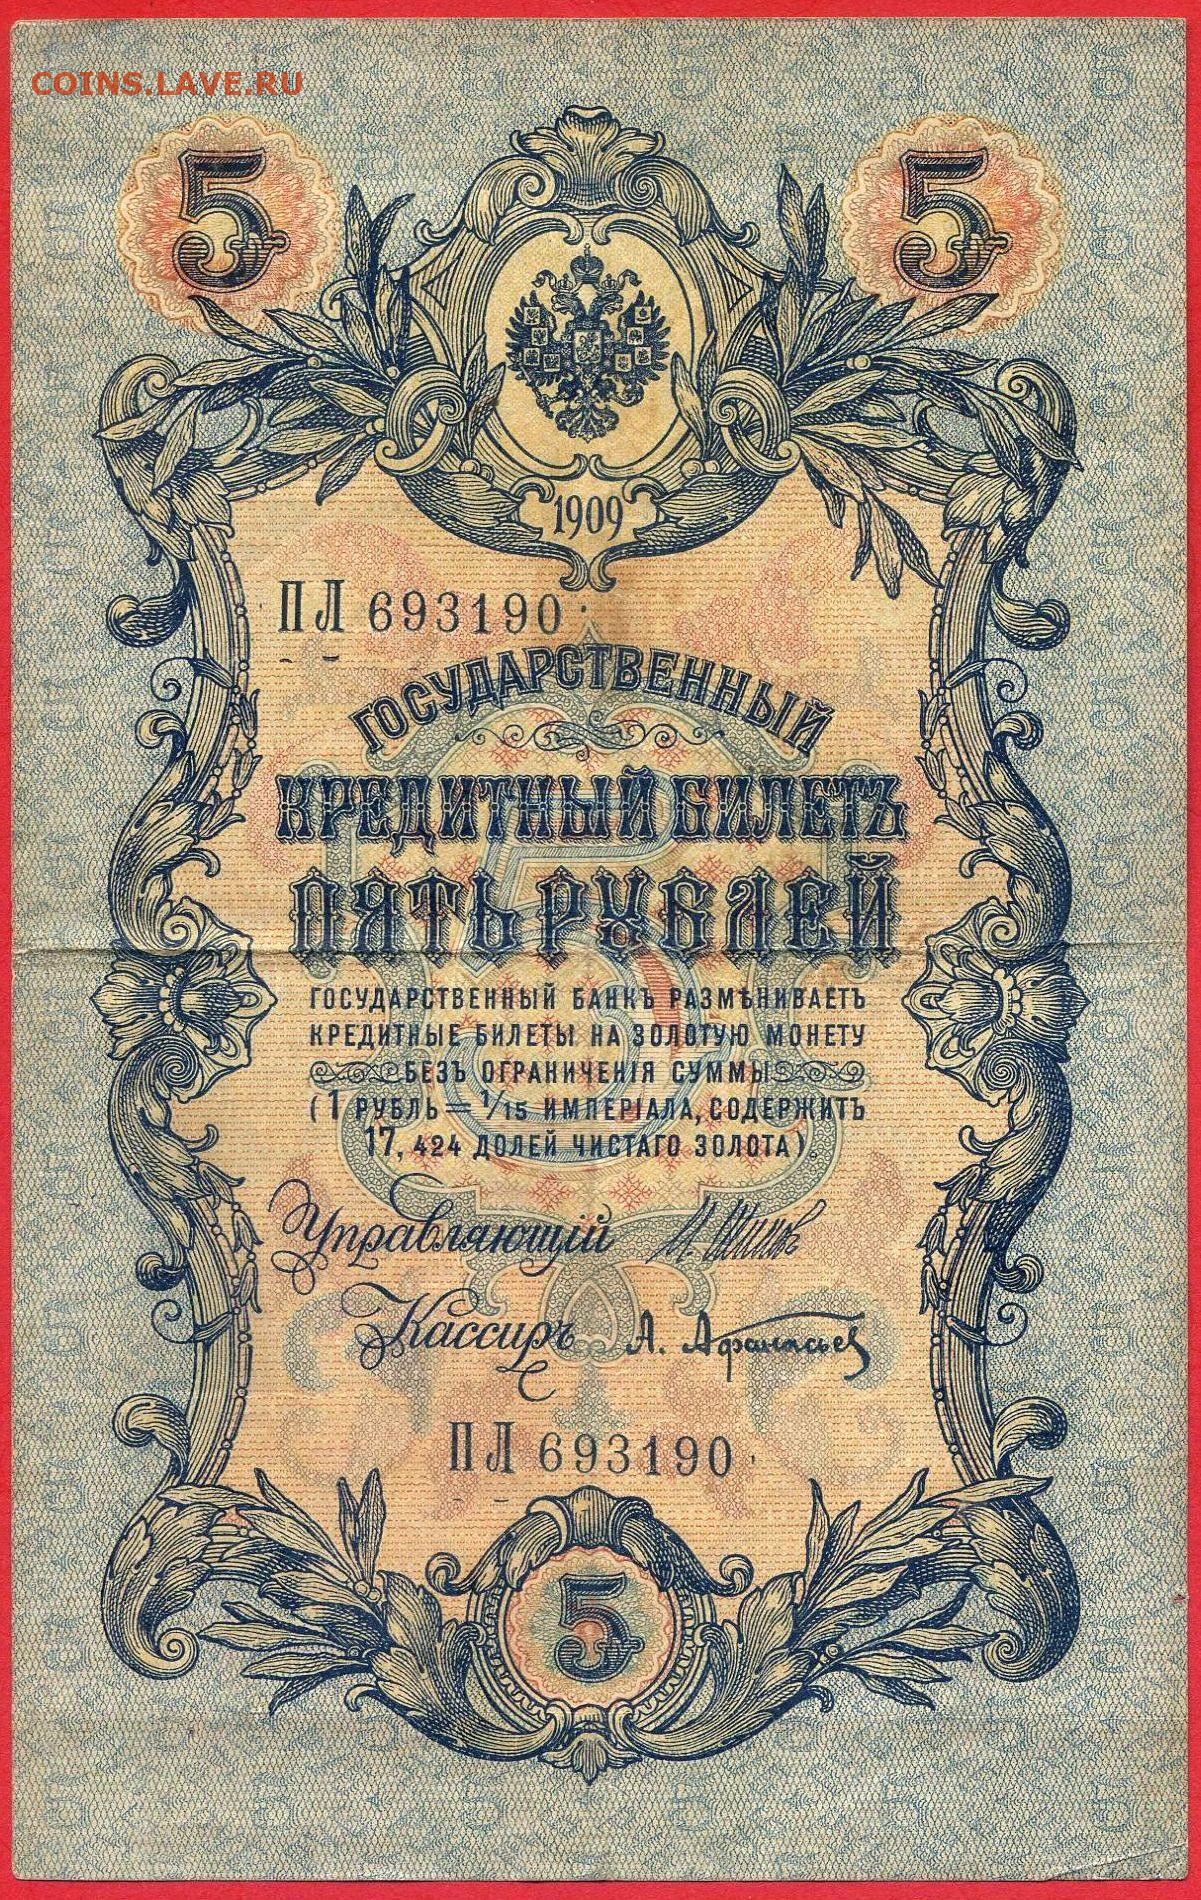 COINS.LAVE.RU
5 5
1909
ПЛ 693190
ГОСУДАРСТВЕННЫЙ
КРЕДИТНЫЙ БИЛЕТЪ
ПЯТЬ РУБЛЕЙ
ГОСУДАРСТВЕННЫЙ БАНКЪ РАЗМѢНИВАЕТЪ
КРЕДИТНЫЕ БИЛЕТЫ НА ЗОЛОТУЮ МОНЕТУ
БЕЗЪ ОГРАНИЧЕНІЯ СУММЫ
(1 РУБЛЬ = 1/15 ИМПЕРІАЛА, СОДЕРЖИТЪ
17,424 ДОЛЕЙ ЧИСТАГО ЗОЛОТА).
Управляющій
Кассиръ А. Афанасьев
ПЛ 693190
5